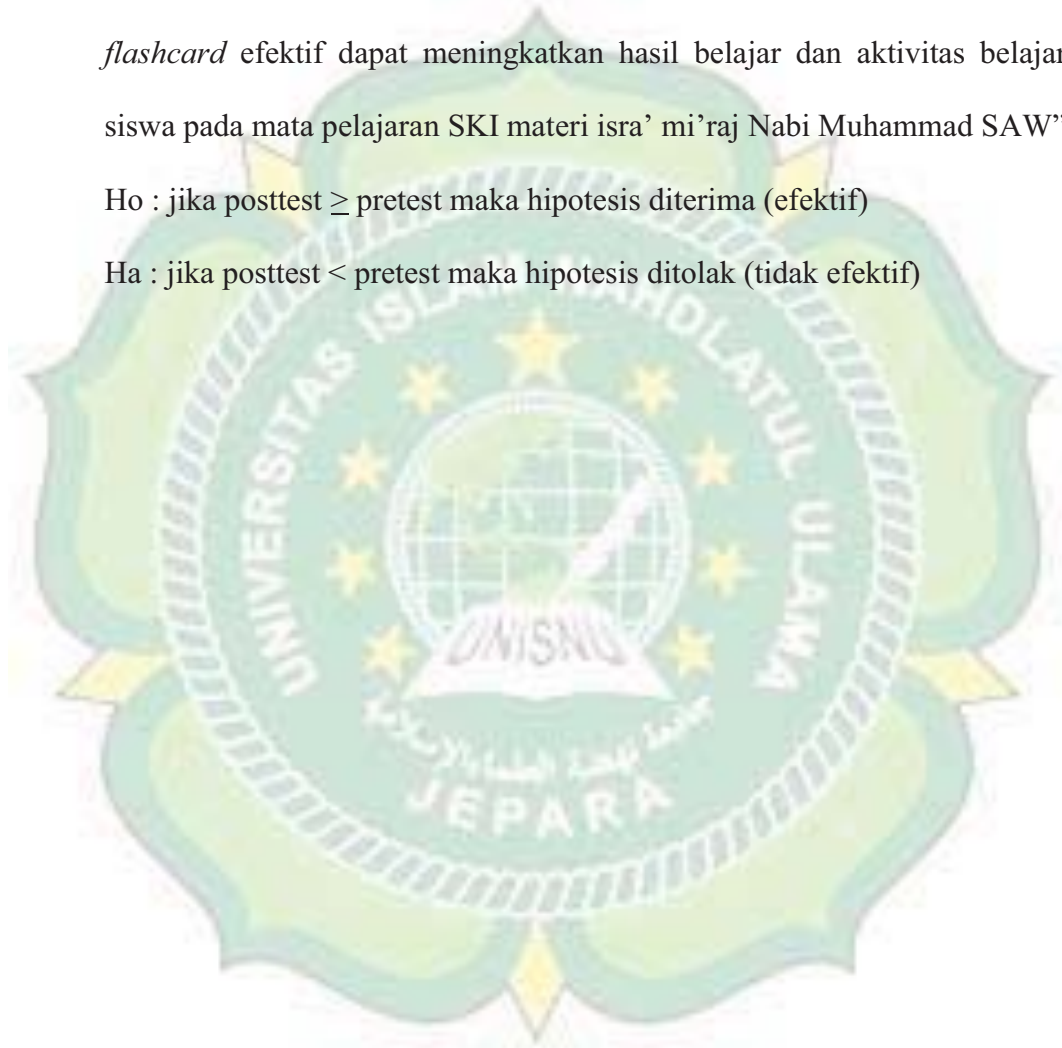 flashcard efektif dapat meningkatkan hasil belajar dan aktivitas belajar
siswa pada mata pelajaran SKI materi isra’ mi’raj Nabi Muhammad SAW”
Ho : jika posttest ≥ pretest maka hipotesis diterima (efektif)
Ha : jika posttest < pretest maka hipotesis ditolak (tidak efektif)
UNIVERSITAS ISLAM NAHDLATUL ULAMA
UNISNU
JEPARA